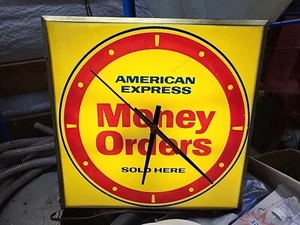 AMERICAN
EXPRESS
Money
Orders
SOLD HERE